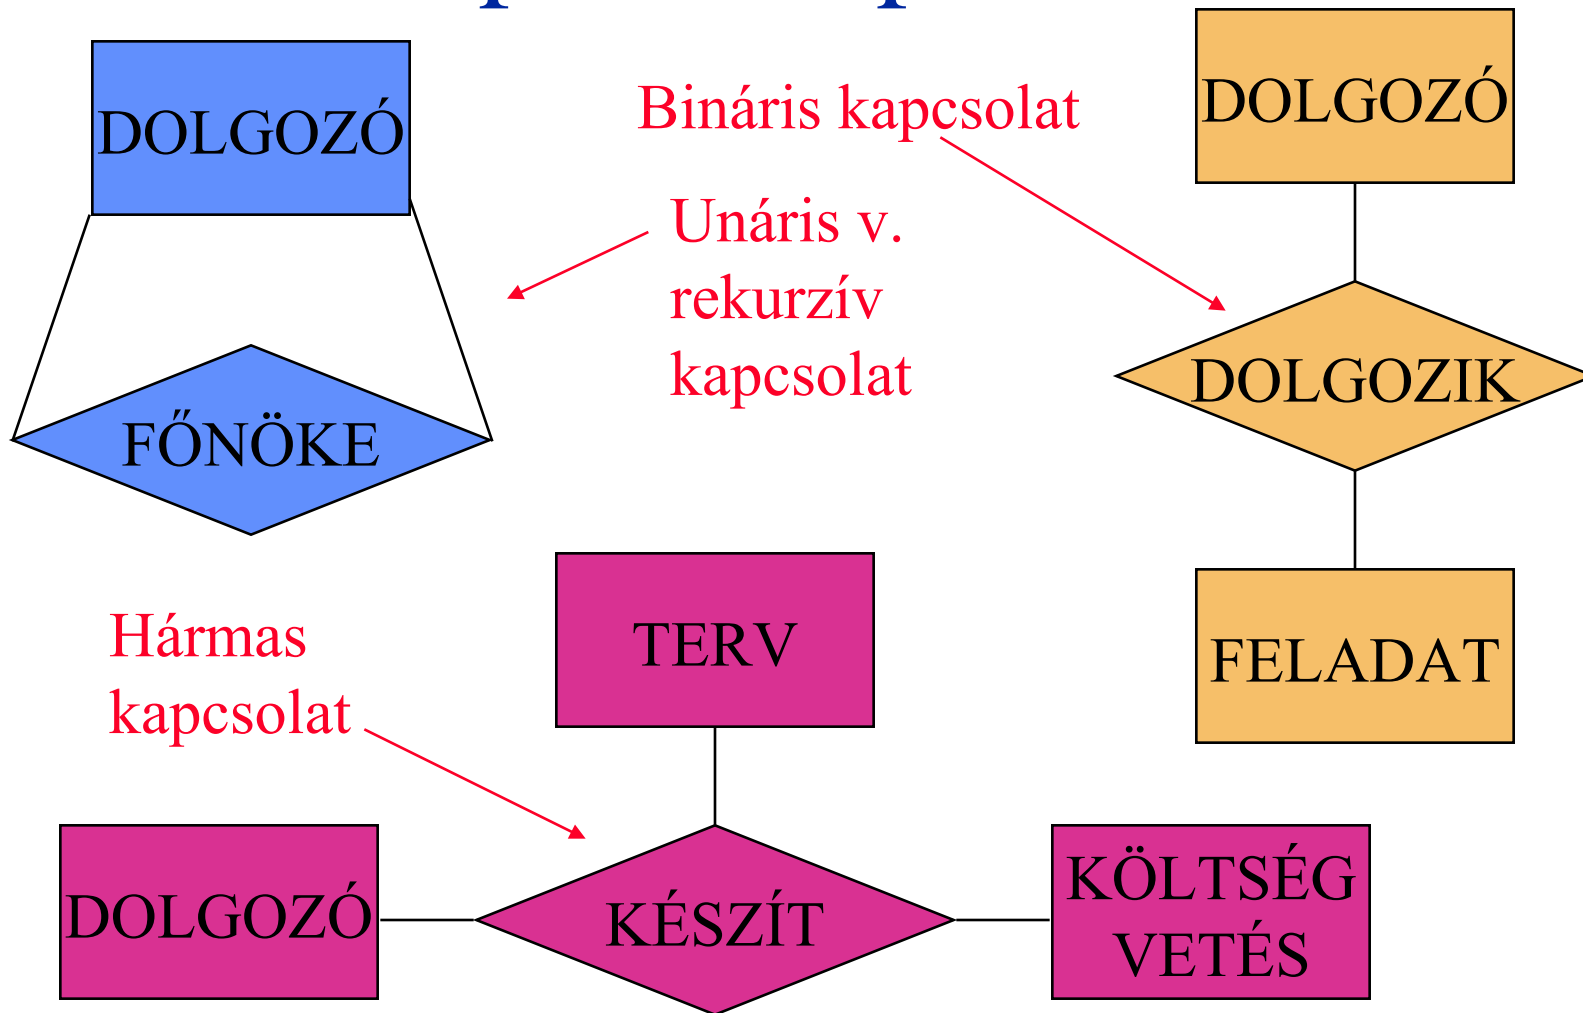 DOLGOZÓ
FŐNÖKE
Bináris kapcsolat
Unáris v.
rekurzív
kapcsolat
DOLGOZÓ
DOLGOZIK
FELADAT
Hármas
kapcsolat
TERV
DOLGOZÓ
KÉSZÍT
KÖLTSÉG
VETÉS